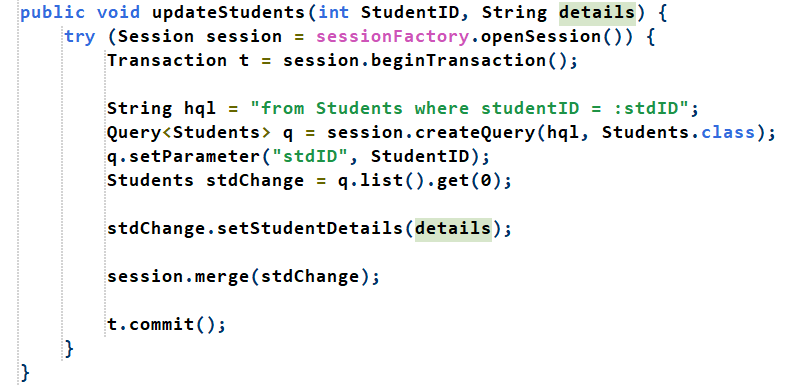 public void updateStudents(int StudentID, String details) {
try (Session session = sessionFactory.openSession()) {
Transaction t = session.beginTransaction();
String hql = "from Students where studentID = :stdID";
Query<Students> q = session.createQuery(hql, Students.class);
q.setParameter("stdID", StudentID);
Students stdChange = q.list().get(0);
stdChange.setStudentDetails(details);
session.merge(stdChange);
t.commit();
}
}